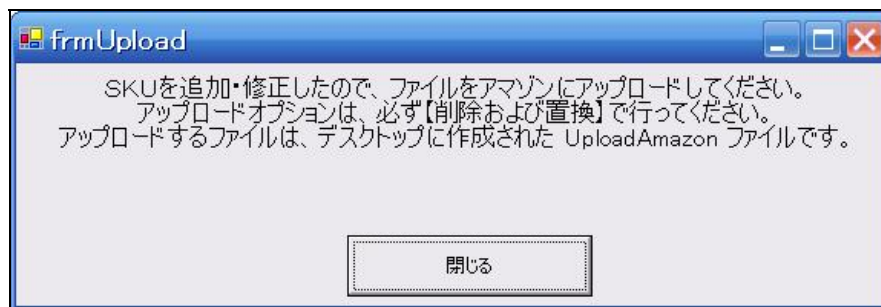 frmUpload
SKUを追加・修正したので、ファイルをアマゾンにアップロードしてください。
アップロードオプションは、必ず【削除および置換】で行ってください。
アップロードするファイルは、デスクトップに作成された UploadAmazon ファイルです。
閉じる